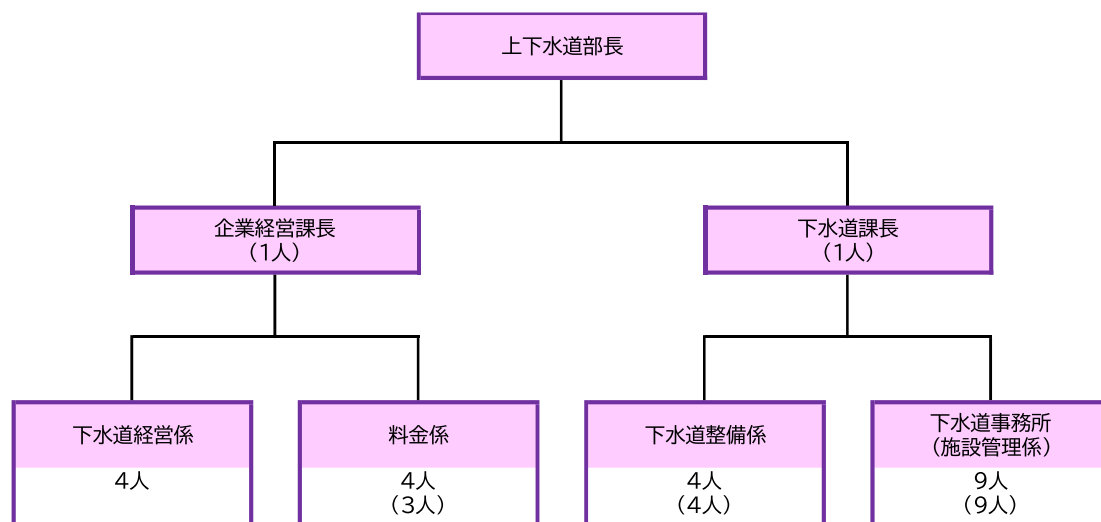 上下水道部長
企業経営課長
（1人）
下水道課長
（1人）
下水道経営係
4人
料金係
4人
（3人）
下水道整備係
4人
（4人）
下水道事務所
（施設管理係）
9人
（9人）